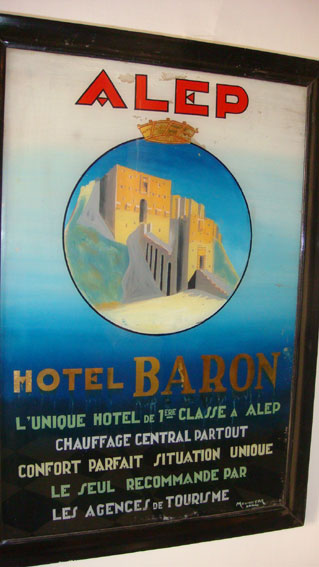 ALEP
HOTEL BARON
L'UNIQUE HOTEL DE 1ERE CLASSE A ALEP
CHAUFFAGE CENTRAL PARTOUT
CONFORT PARFAIT SITUATION UNIQUE
LE SEUL RECOMMANDE PAR
LES AGENCES DE TOURISME